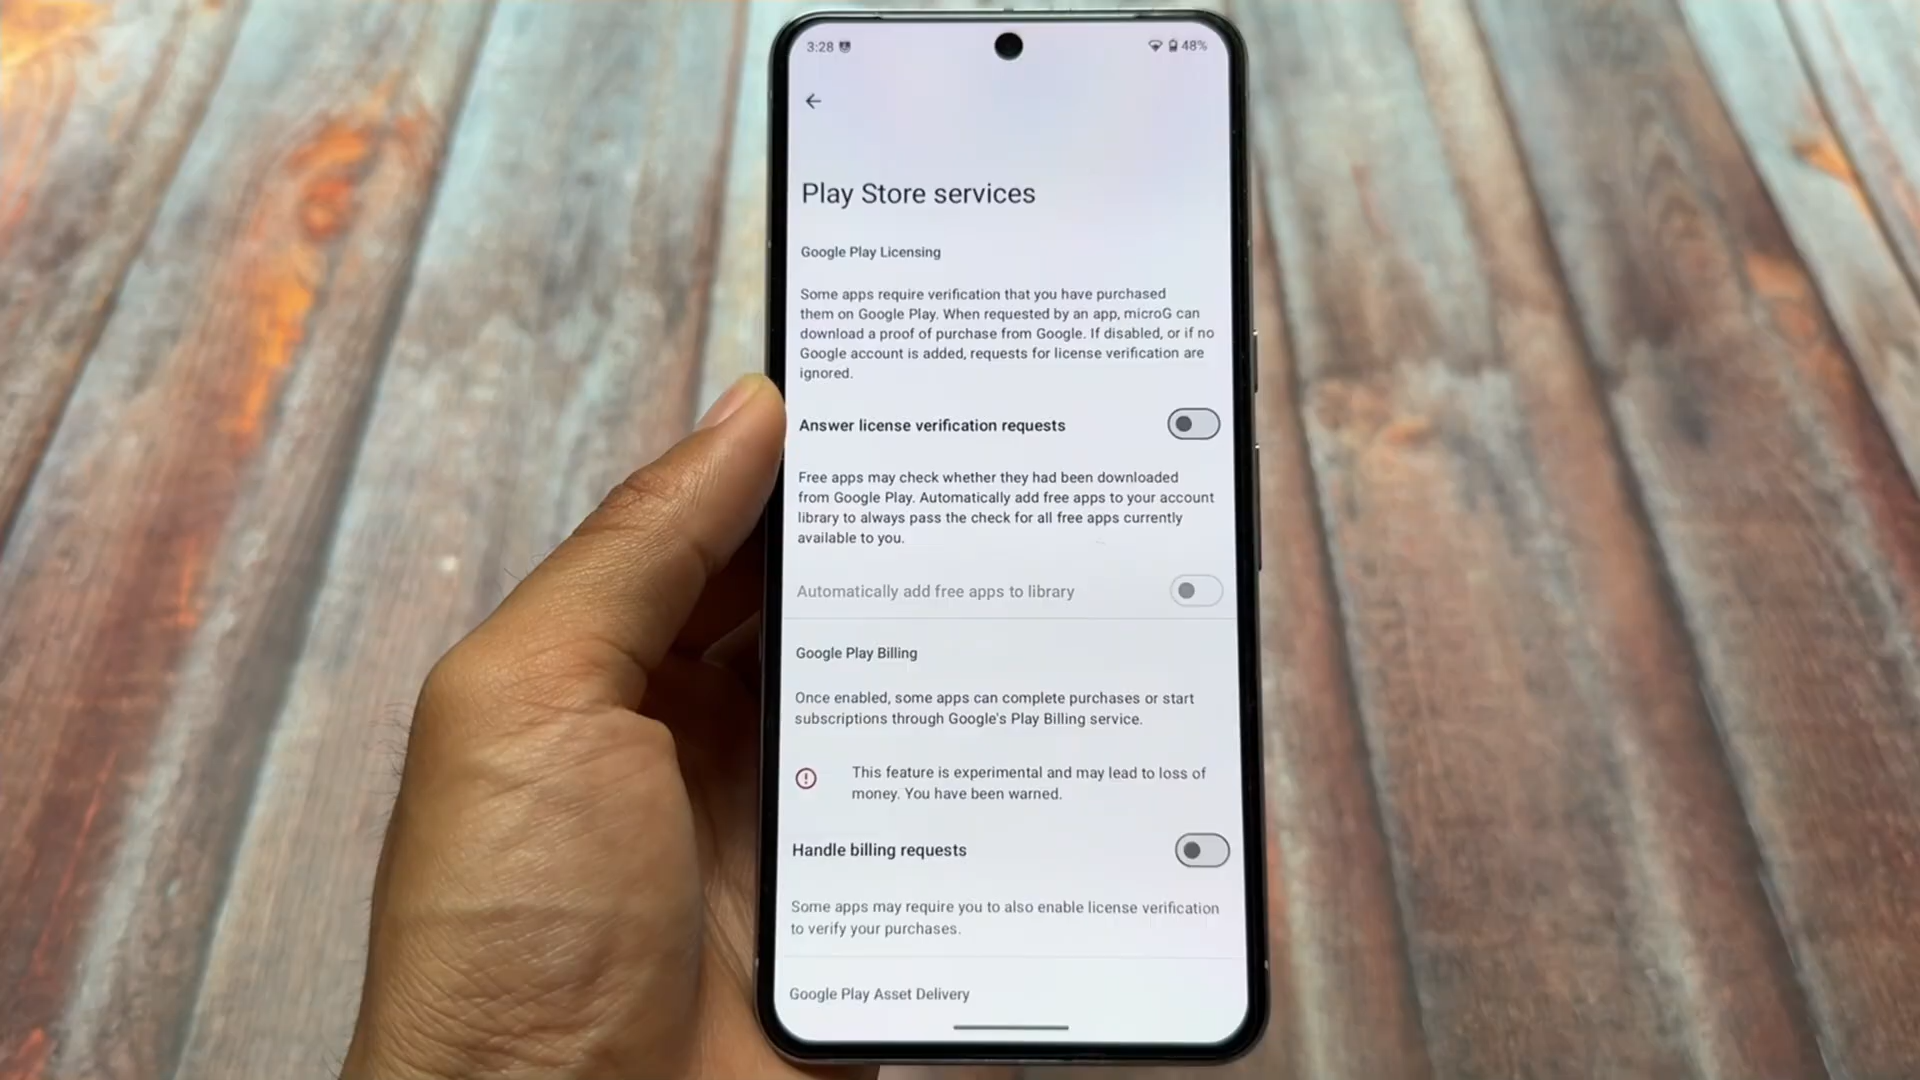 3:28
48%
Play Store services
Google Play Licensing
Some apps require verification that you have purchased
them on Google Play. When requested by an app, microG can
download a proof of purchase from Google. If disabled, or if no
Google account is added, requests for license verification are
ignored.
Answer license verification requests
Free apps may check whether they had been downloaded
from Google Play. Automatically add free apps to your account
library to always pass the check for all free apps currently
available to you.
Automatically add free apps to library
Google Play Billing
Once enabled, some apps can complete purchases or start
subscriptions through Google's Play Billing service.
This feature is experimental and may lead to loss of
money. You have been warned.
Handle billing requests
Some apps may require you to also enable license verification
to verify your purchases.
Google Play Asset Delivery